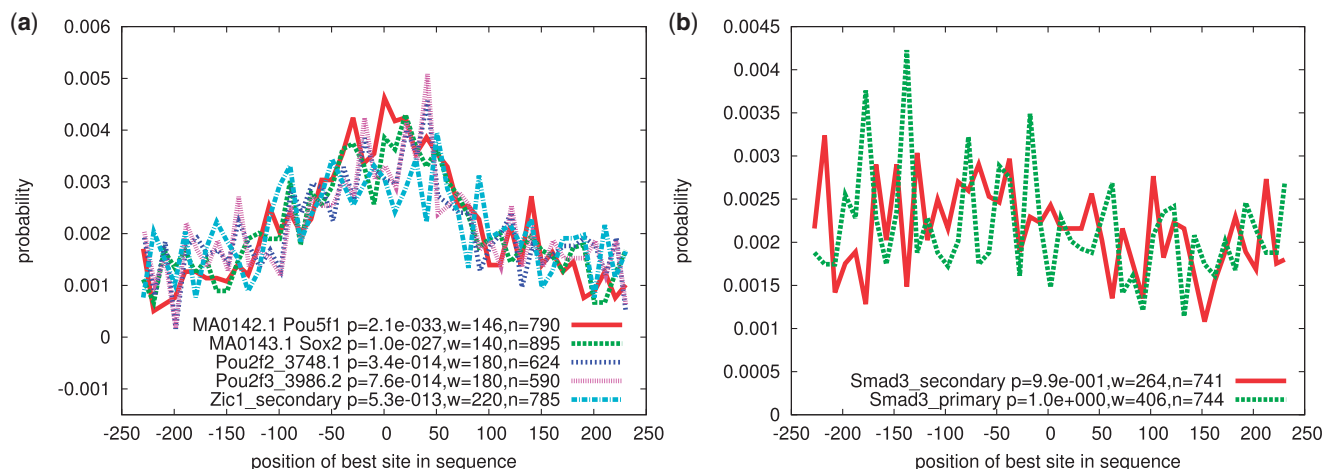 (a)
0.006
0.005
0.004
0.003
0.002
0.001
0
-0.001
probability
MA0142.1 Pou5f1 p=2.1e-033,w=146,n=790
MA0143.1 Sox2 p=1.0e-027,w=140,n=895
Pou2f2_3748.1 p=3.4e-014,w=180,n=624
Pou2f3_3986.2 p=7.6e-014,w=180,n=590
Zic1_secondary p=5.3e-013,w=220,n=785
-250 -200 -150 -100 -50 0 50 100 150 200 250
position of best site in sequence
(b)
0.0045
0.004
0.0035
0.003
0.0025
0.002
0.0015
0.001
0.0005
0
probability
Smad3_secondary p=9.9e-001,w=264,n=741
Smad3_primary p=1.0e+000,w=406,n=744
-250 -200 -150 -100 -50 0 50 100 150 200 250
position of best site in sequence